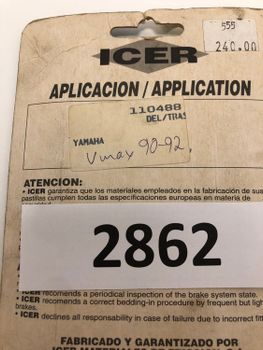 555
240.00
ICER
APLICACION / APPLICATION
110488
DEL/TRAS
YAMAHA
Vmax 90-92.
ATENCION:
• ICER garantiza que los materiales empleados en la fabricación de sus
pastillas cumplen todas las especificaciones europeas en materia de
2862
ICER recomends a periodical inspection of the brake system state.
• ICER recomends a correct bedding-in procedure by frequent but light
brakes.
• ICER declines all responsability in case of failure due to incorrect fitt
FABRICADO Y GARANTIZADO POR